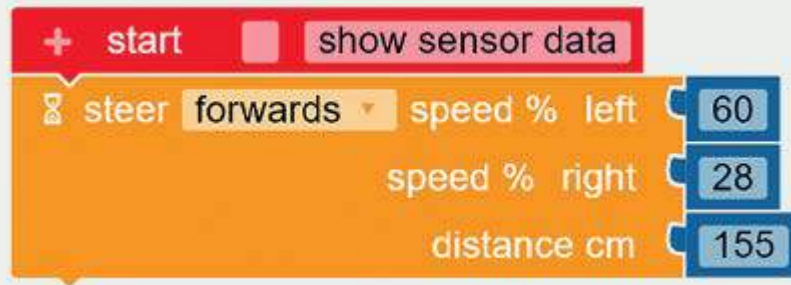 + start show sensor data
steer forwards speed % left 60
speed % right 28
distance cm 155